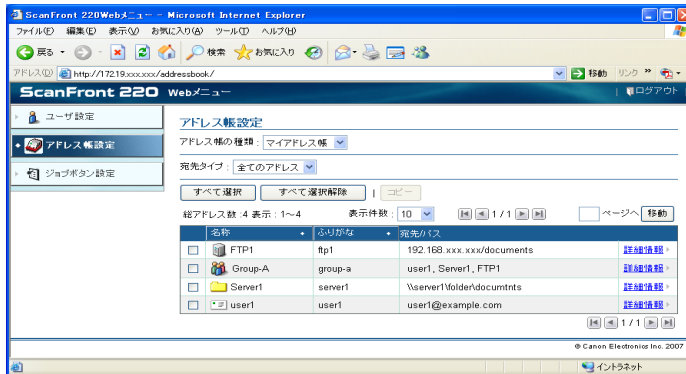 ScanFront 220Webﾒﾆｭｰ - Microsoft Internet Explorer
ファイル(F) 編集(E) 表示(V) お気に入り(A) ツール(T) ヘルプ(H)
戻る 検索 お気に入り
アドレス(D) http://172.19.xxx.xxx/addressbook/ 移動 リンク »
ScanFront 220 Webﾒﾆｭｰ ログアウト
ユーザ設定
アドレス帳設定
ジョブボタン設定
アドレス帳設定
アドレス帳の種類 : マイアドレス帳
宛先タイプ : 全てのアドレス
すべて選択 すべて選択解除 | コピー
総アドレス数 :4 表示 : 1～4 表示件数 : 10 1 / 1 ページへ 移動
名称 ふりがな 宛先/パス
FTP1 ftp1 192.168.xxx.xxx/documents 詳細情報
Group-A group-a user1, Server1, FTP1 詳細情報
Server1 server1 \\server1\folder\documtnts 詳細情報
user1 user1 user1@example.com 詳細情報
1 / 1
© Canon Electronics Inc. 2007
イントラネット